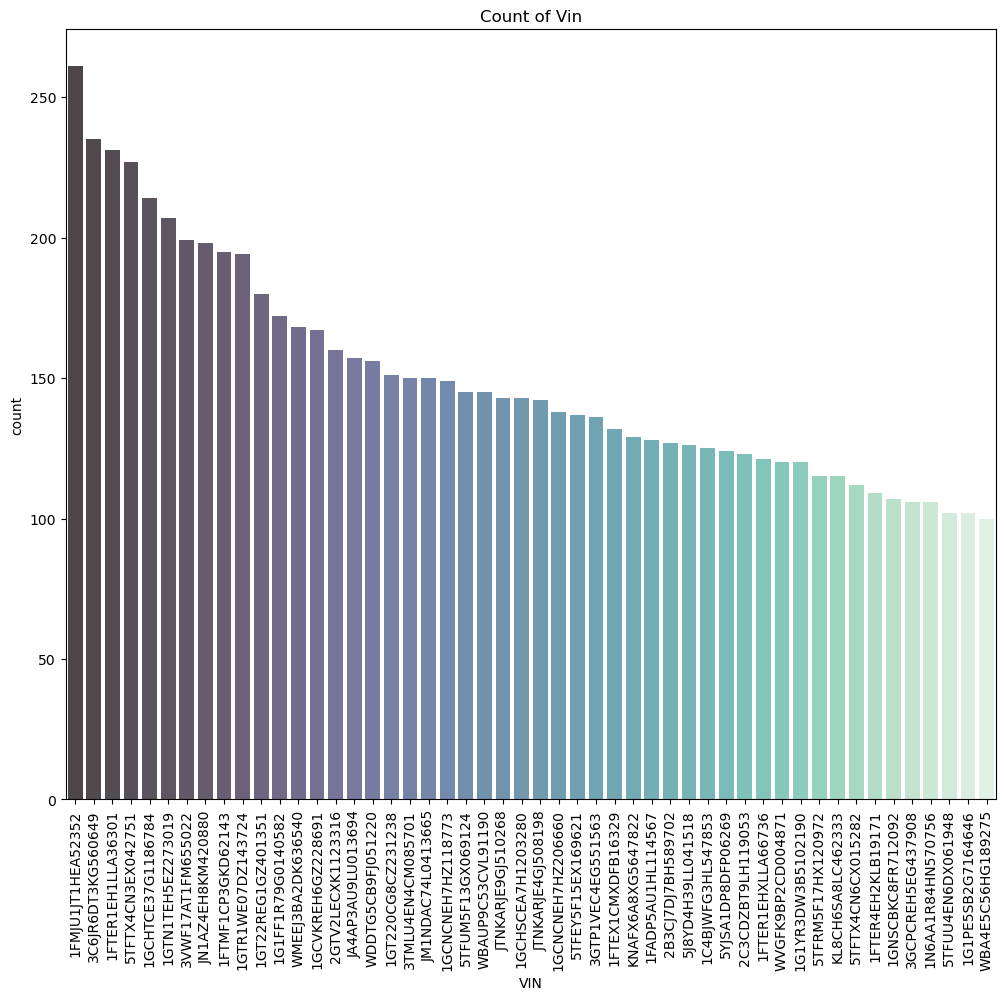 Count of Vin
count
250
200
150
100
50
0
1FMJU1JT1HEA52352
3C6JR6DT3KG560649
1FTER1EH1LLA36301
5TFTX4CN3EX042751
1GCHTCE37G1186784
1GTN1TEH5EZ273019
3VWF17AT1FM655022
JN1AZ4EH8KM420880
1FTMF1CP3GKD62143
1GTR1WE07DZ143724
1GT22REG1GZ401351
1G1FF1R79G0140582
WMEEJ3BA2DK636540
1GCVKREH6GZ228691
2GTV2LECXK1123316
JA4AP3AU9LU013694
WDDTG5CB9FJ051220
1GT220CG8CZ231238
3TMLU4EN4CM085701
JM1NDAC74L0413665
1GCNCNEH7HZ118773
5TFUM5F13GX069124
WBAUP9C53CVL91190
JTNKARJE9GJ510268
1GCHSCEA7H1203280
JTNKARJE4GJ508198
1GCNCNEH7HZ206660
5TFEY5F15EX169621
3GTP1VEC4EG551563
1FTEX1CMXDFB16329
KNAFX6A8XG5647822
1FADP5AU1HL114567
2B3CJ7DJ7BH589702
5J8YD4H39LL041518
1C4BJWFG3HL547853
5YJSA1DP8DFP06269
2C3CDZBT9LH119053
1FTER1EHXLLA66736
WVGFK9BP2CD004871
1G1YR3DW3B5102190
5TFRM5F17HX120972
KL8CH6SA8LC462333
5TFTX4CN6CX015282
1FTER4EH2KLB19171
1GNSCBKC8FR712092
3GCPCREH5EG437908
1N6AA1R84HN570756
5TFUU4EN6DX061948
1G1PE5SB2G7164646
WBA4E5C56HG189275
VIN